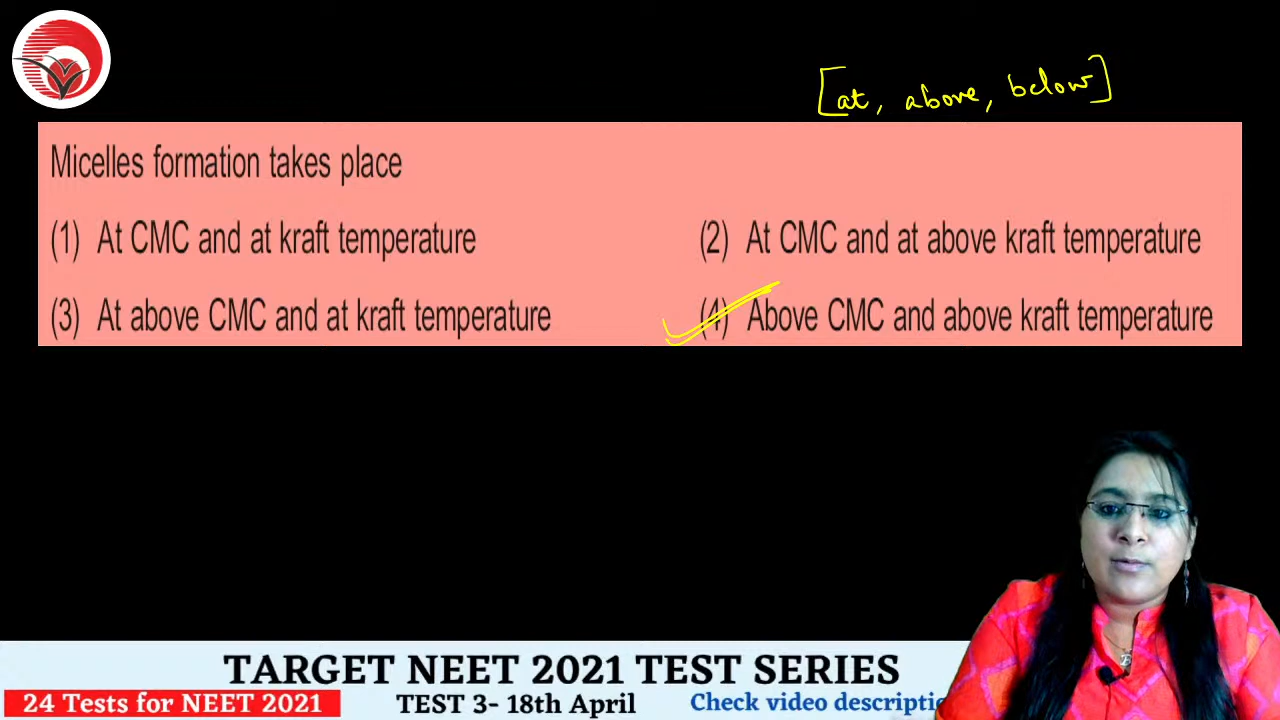 [at, above, below]
Micelles formation takes place
(1) At CMC and at kraft temperature
(2) At CMC and at above kraft temperature
(3) At above CMC and at kraft temperature
(4) Above CMC and above kraft temperature
TARGET NEET 2021 TEST SERIES
24 Tests for NEET 2021
TEST 3- 18th April
Check video descriptio